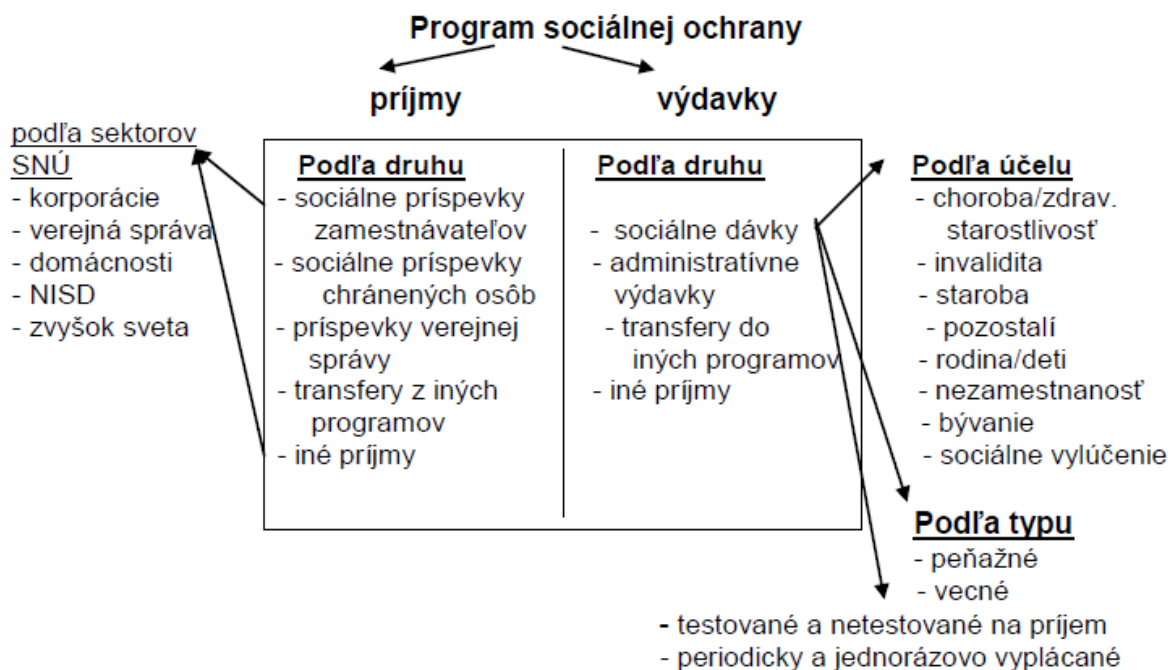 Program sociálnej ochrany
príjmy
výdavky
podľa sektorov
SNÚ
- korporácie
- verejná správa
- domácnosti
- NISD
- zvyšok sveta
Podľa druhu
- sociálne príspevky
zamestnávateľov
- sociálne príspevky
chránených osôb
- príspevky verejnej
správy
- transfery z iných
programov
- iné príjmy
Podľa druhu
- sociálne dávky
- administratívne
výdavky
- transfery do
iných programov
- iné príjmy
Podľa účelu
- choroba/zdrav.
starostlivosť
- invalidita
- staroba
- pozostalí
- rodina/deti
- nezamestnanosť
- bývanie
- sociálne vylúčenie
Podľa typu
- peňažné
- vecné
- testované a netestované na príjem
- periodicky a jednorázovo vyplácané